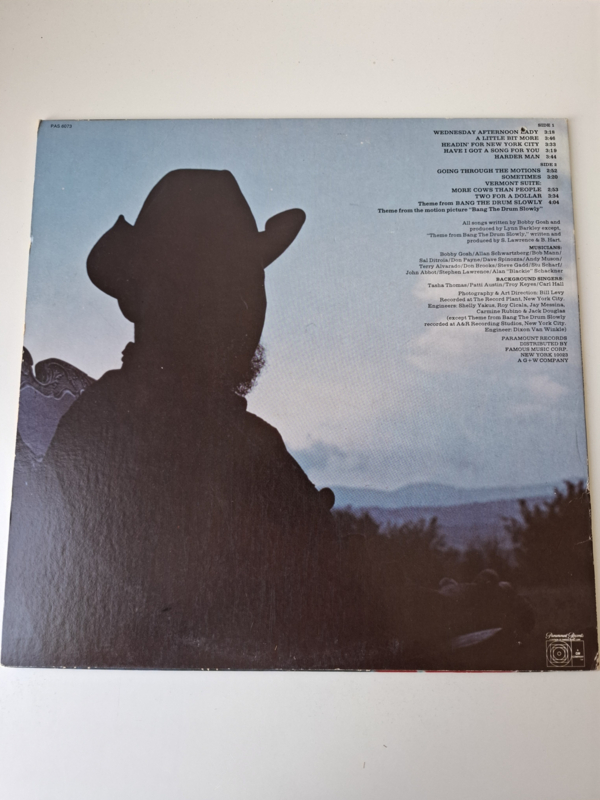 PAS-6073
SIDE 1
WEDNESDAY AFTERNOON LADY 3:18
A LITTLE BIT MORE 3:46
HEADIN' FOR NEW YORK CITY 3:23
HAVE I GOT A SONG FOR YOU 3:19
HARDER MAN 3:44
SIDE 2
GOING THROUGH THE MOTIONS 3:52
SOMETIMES 3:30
VERMONT SUITE:
MORE COWS THAN PEOPLE 2:03
TWO FOR A DOLLAR 3:34
Theme from BANG THE DRUM SLOWLY 4:04
Theme from the motion picture "Bang The Drum Slowly"
All songs written by Bobby Gosh and
produced by Lynn Barkley except,
"Theme from Bang The Drum Slowly," written and
produced by S. Lawrence & B. Hart.
MUSICIANS:
Bobby Gosh/Allan Schwartzberg/Bob Mann/
Sal Ditroia/Don Payne/Dave Spinozza/Andy Muson/
Terry Alvarado/Don Brooks/Steve Gadd/Stu Scharf/
John Abbot/Stephen Lawrence/Alan "Blackie" Schackner
BACKGROUND SINGERS:
Tasha Thomas/Patti Austin/Troy Keyes/Carl Hall
Photography & Art Direction: Bill Levy
Recorded at The Record Plant, New York City.
Engineers: Shelly Yakus, Roy Cicala, Jay Messina,
Carmine Rubino & Jack Douglas
(except Theme from Bang The Drum Slowly
recorded at A&R Recording Studios, New York City,
Engineer: Dixon Van Winkle)
PARAMOUNT RECORDS
DISTRIBUTED BY
FAMOUS MUSIC CORP.
NEW YORK 10023
A G+W COMPANY
Paramount Records